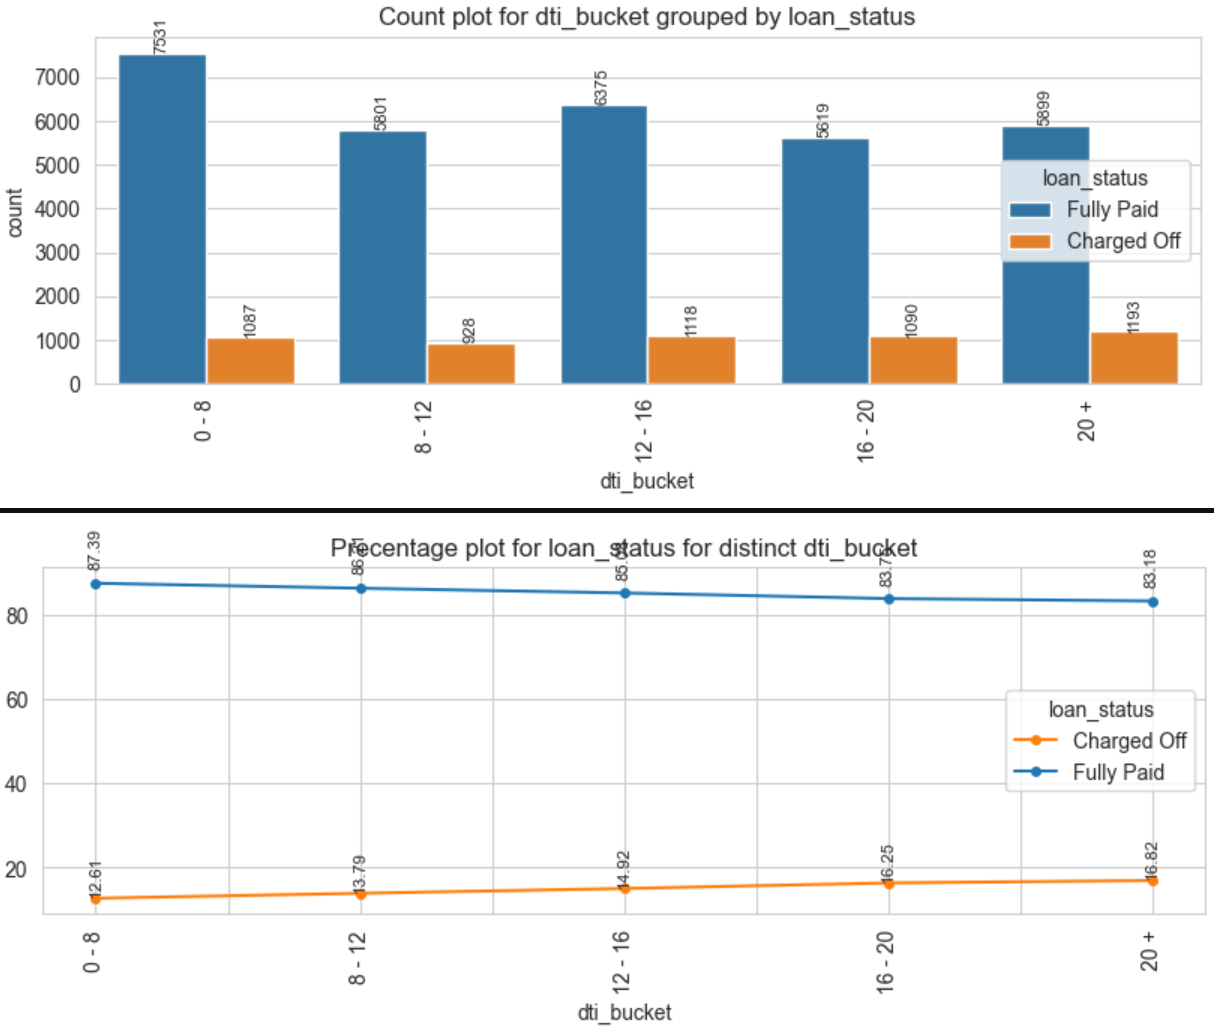 Count plot for dti_bucket grouped by loan_status
7531
5801
6375
5619
5899
1087
928
1118
1090
1193
count
7000
6000
5000
4000
3000
2000
1000
0
loan_status
Fully Paid
Charged Off
0 - 8
8 - 12
12 - 16
16 - 20
20 +
dti_bucket
Precentage plot for loan_status for distinct dti_bucket
87.39
83.75
83.18
80
60
40
20
12.61
13.79
14.92
16.25
16.82
loan_status
Charged Off
Fully Paid
0 - 8
8 - 12
12 - 16
16 - 20
20 +
dti_bucket